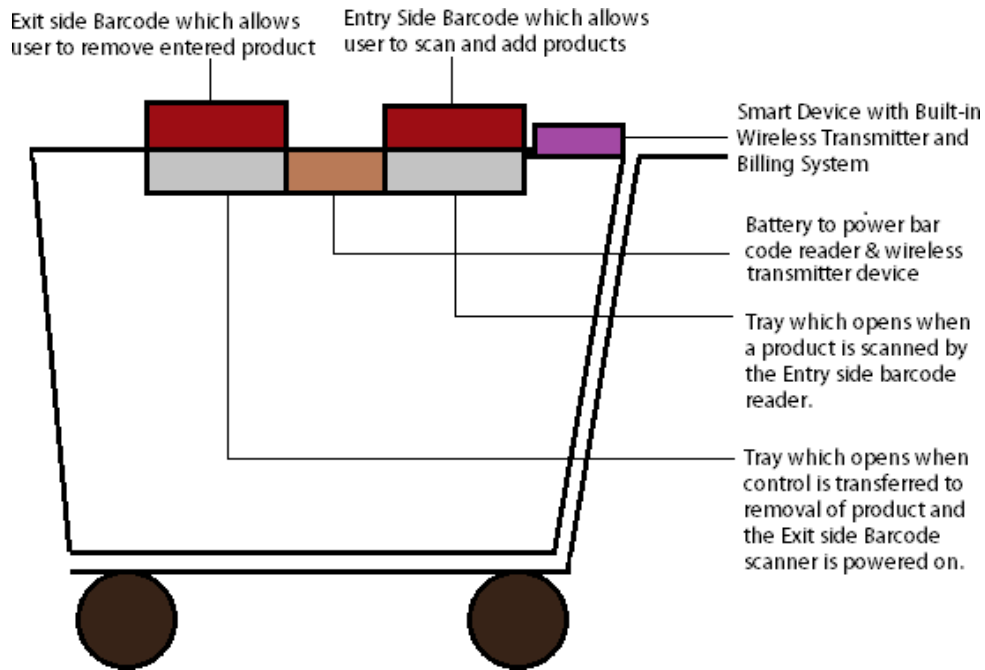 Exit side Barcode which allows
user to remove entered product
Entry Side Barcode which allows
user to scan and add products
Smart Device with Built-in
Wireless Transmitter and
Billing System
Battery to power bar
code reader & wireless
transmitter device
Tray which opens when
a product is scanned by
the Entry side barcode
reader.
Tray which opens when
control is transferred to
removal of product and
the Exit side Barcode
scanner is powered on.